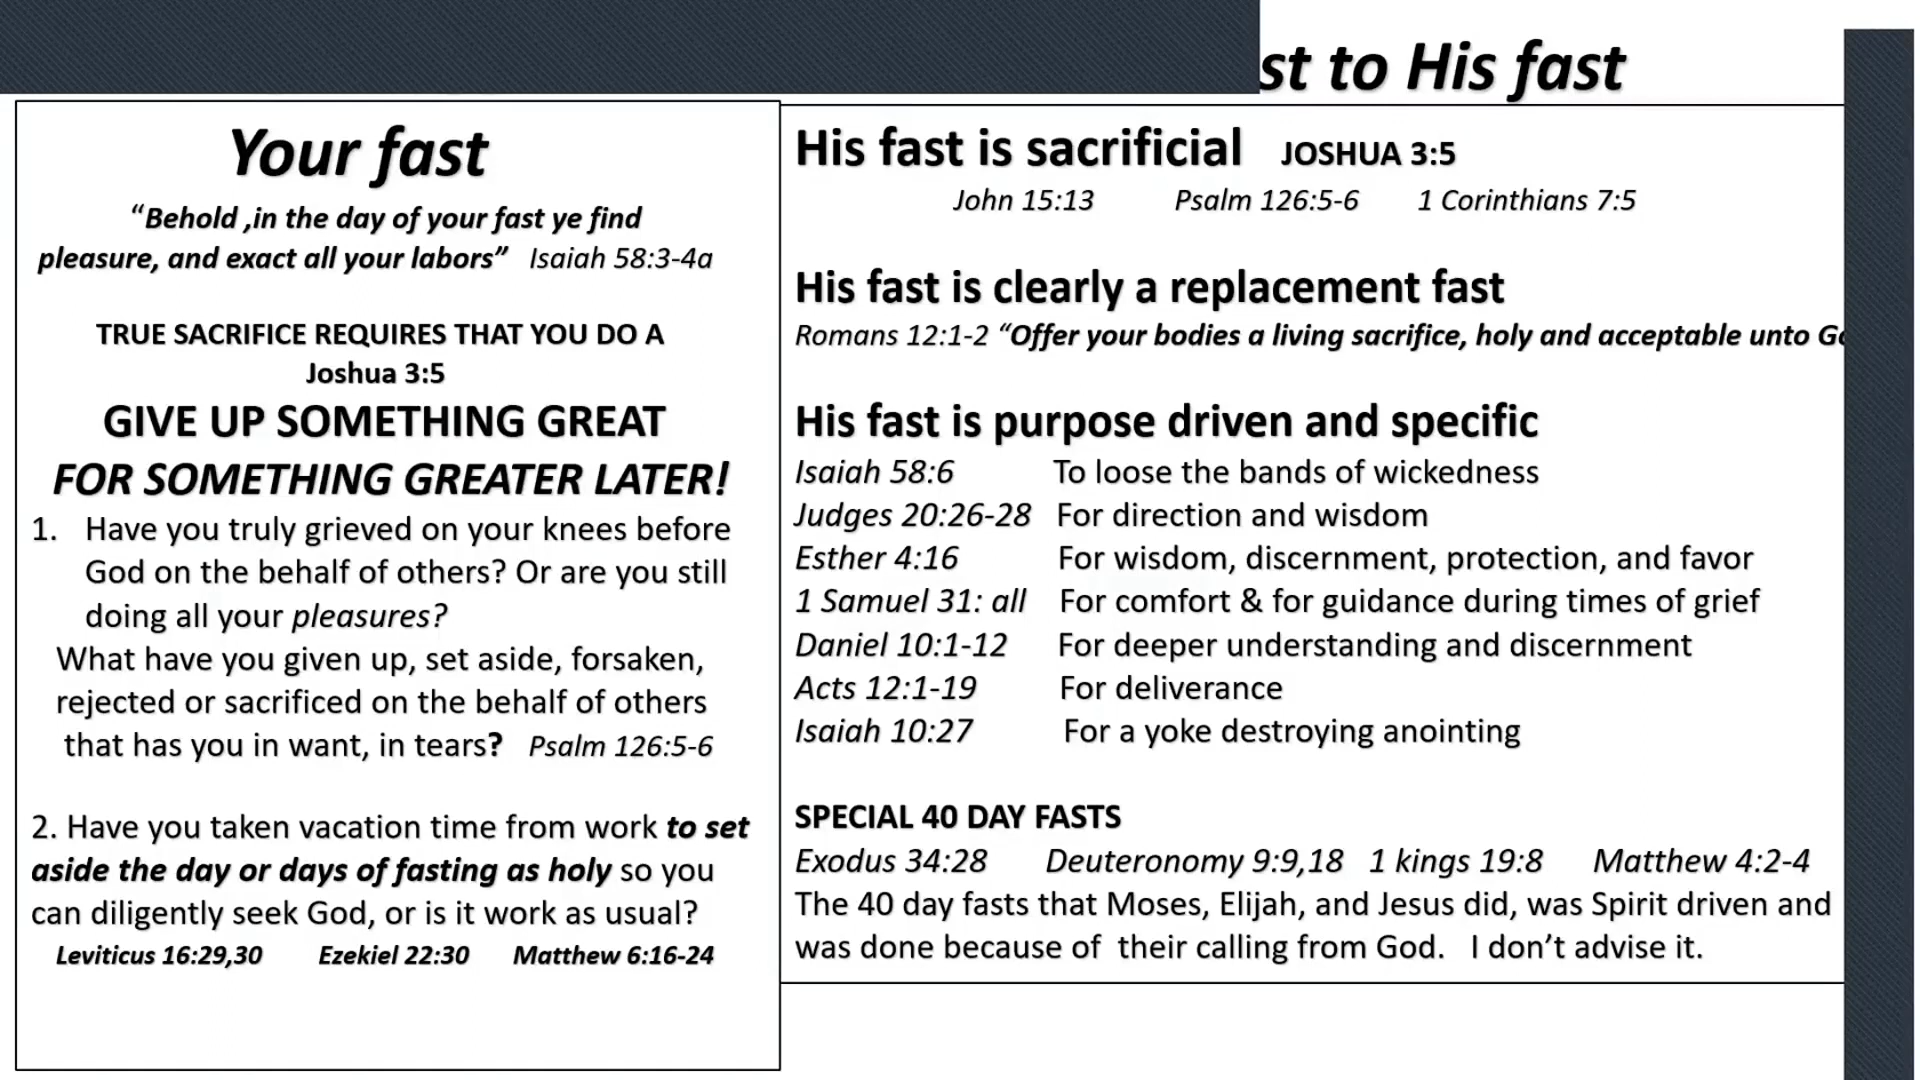 st to His fast
Your fast
“Behold ,in the day of your fast ye find
pleasure, and exact all your labors” Isaiah 58:3-4a
TRUE SACRIFICE REQUIRES THAT YOU DO A
Joshua 3:5
GIVE UP SOMETHING GREAT
FOR SOMETHING GREATER LATER!
1. Have you truly grieved on your knees before
God on the behalf of others? Or are you still
doing all your pleasures?
What have you given up, set aside, forsaken,
rejected or sacrificed on the behalf of others
that has you in want, in tears? Psalm 126:5-6
2. Have you taken vacation time from work to set
aside the day or days of fasting as holy so you
can diligently seek God, or is it work as usual?
Leviticus 16:29,30 Ezekiel 22:30 Matthew 6:16-24
His fast is sacrificial JOSHUA 3:5
John 15:13 Psalm 126:5-6 1 Corinthians 7:5
His fast is clearly a replacement fast
Romans 12:1-2 “Offer your bodies a living sacrifice, holy and acceptable unto
His fast is purpose driven and specific
Isaiah 58:6 To loose the bands of wickedness
Judges 20:26-28 For direction and wisdom
Esther 4:16 For wisdom, discernment, protection, and favor
1 Samuel 31: all For comfort & for guidance during times of grief
Daniel 10:1-12 For deeper understanding and discernment
Acts 12:1-19 For deliverance
Isaiah 10:27 For a yoke destroying anointing
SPECIAL 40 DAY FASTS
Exodus 34:28 Deuteronomy 9:9,18 1 kings 19:8 Matthew 4:2-4
The 40 day fasts that Moses, Elijah, and Jesus did, was Spirit driven and
was done because of their calling from God. I don’t advise it.